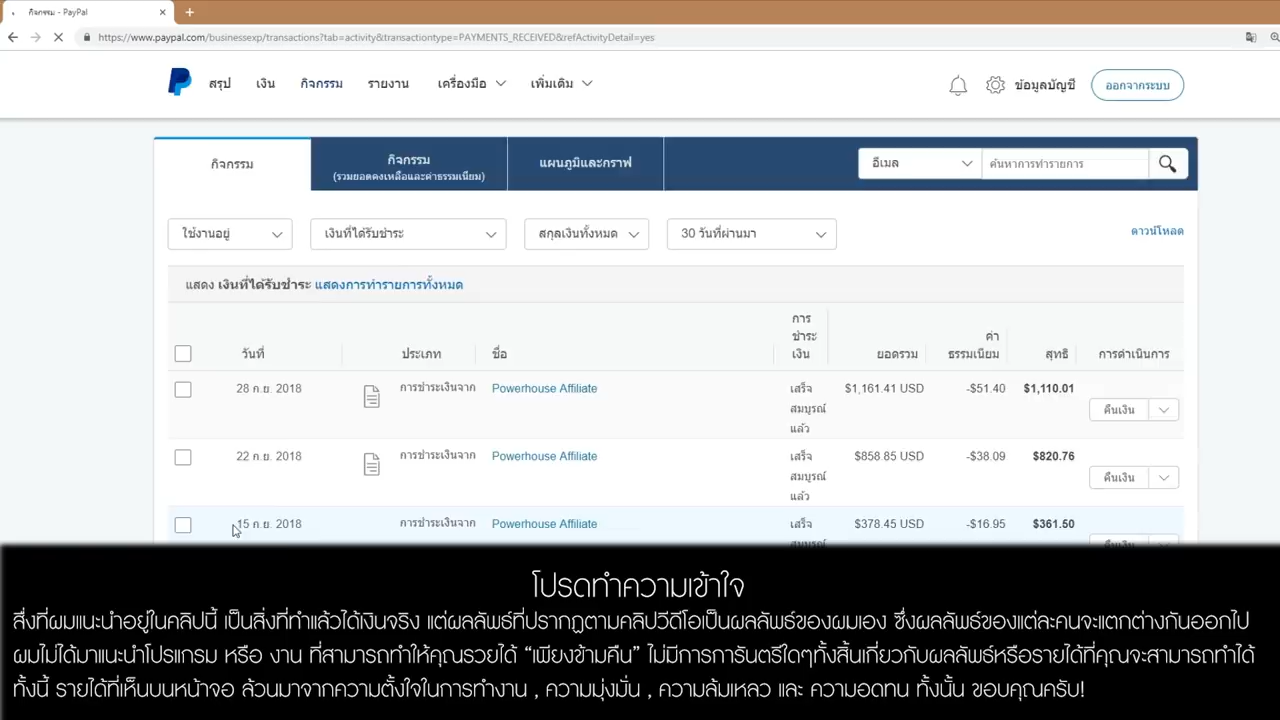 กิจกรรม - PayPal
https://www.paypal.com/businessexp/transactions?tab=activity&transactiontype=PAYMENTS_RECEIVED&refActivityDetail=yes
สรุป เงิน กิจกรรม รายงาน เครื่องมือ เพิ่มเติม ข้อมูลบัญชี ออกจากระบบ
กิจกรรม
กิจกรรม
(รวมยอดคงเหลือและค่าธรรมเนียม)
แผนภูมิและกราฟ
อีเมล ค้นหาการทำรายการ
ใช้งานอยู่ เงินที่ได้รับชำระ สกุลเงินทั้งหมด 30 วันที่ผ่านมา ดาวน์โหลด
แสดง เงินที่ได้รับชำระ แสดงการทำรายการทั้งหมด
วันที่ ประเภท ชื่อ
การ
ชำระ
เงิน
ยอดรวม
ค่า
ธรรมเนียม
สุทธิ การดำเนินการ
28 ก.ย. 2018 การชำระเงินจาก Powerhouse Affiliate
เสร็จ
สมบูรณ์
แล้ว
$1,161.41 USD -$51.40 $1,110.01
คืนเงิน
22 ก.ย. 2018 การชำระเงินจาก Powerhouse Affiliate
เสร็จ
สมบูรณ์
แล้ว
$858.85 USD -$38.09 $820.76
คืนเงิน
15 ก.ย. 2018 การชำระเงินจาก Powerhouse Affiliate
เสร็จ
$378.45 USD -$16.95 $361.50
โปรดทำความเข้าใจ
สื่งที่ผมแนะนำอยู่ในคลิปนี้ เป็นสิ่งที่ทำแล้วได้เงินจริง แต่ผลลัพธ์ที่ปรากฏตามคลิปวีดีโอเป็นผลลัพธ์ของผมเอง ซึ่งผลลัพธ์ของแต่ละคนจะแตกต่างกันออกไป
ผมไม่ได้มาแนะนำโปรแกรม หรือ งาน ที่สามารถทำให้คุณรวยได้ “เพียงข้ามคืน” ไม่มีการการันตรีใดๆทั้งสิ้นเกี่ยวกับผลลัพธ์หรือรายได้ที่คุณจะสามารถทำได้
ทั้งนี้ รายได้ที่เห็นบนหน้าจอ ล้วนมาจากความตั้งใจในการทำงาน , ความมุ่งมั่น , ความล้มเหลว และ ความอดทน ทั้งนั้น ขอบคุณครับ!